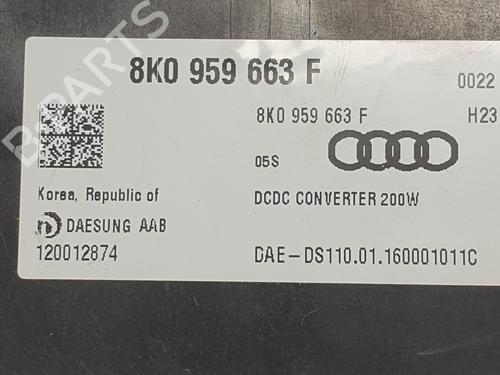 8K0 959 663 F
0022
8K0 959 663 F
H23
05S
Korea, Republic of
DCDC CONVERTER 200W
DAESUNG AAB
120012874
DAE-DS110.01.160001011C
B-PARTS